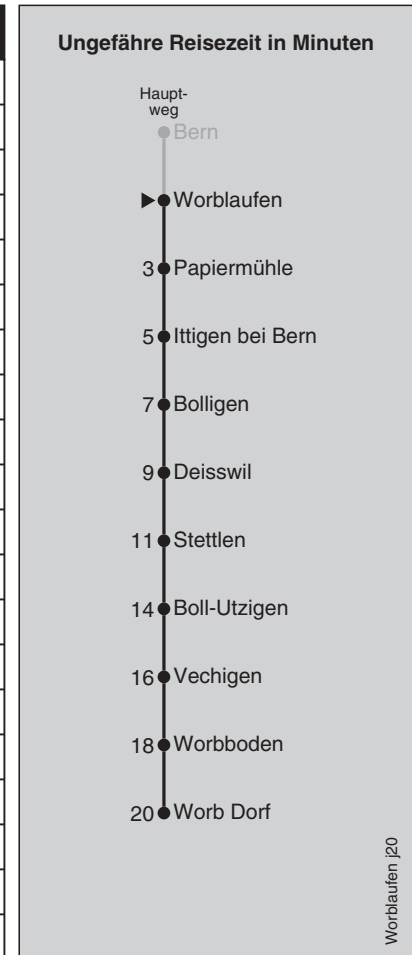 Ungefähre Reisezeit in Minuten
Haupt-
weg
Bern
Worblaufen
3 Papiermühle
5 Ittigen bei Bern
7 Bolligen
9 Deisswil
11 Stettlen
14 Boll-Utzigen
16 Vechigen
18 Worbboden
20 Worb Dorf
Worblaufen j20